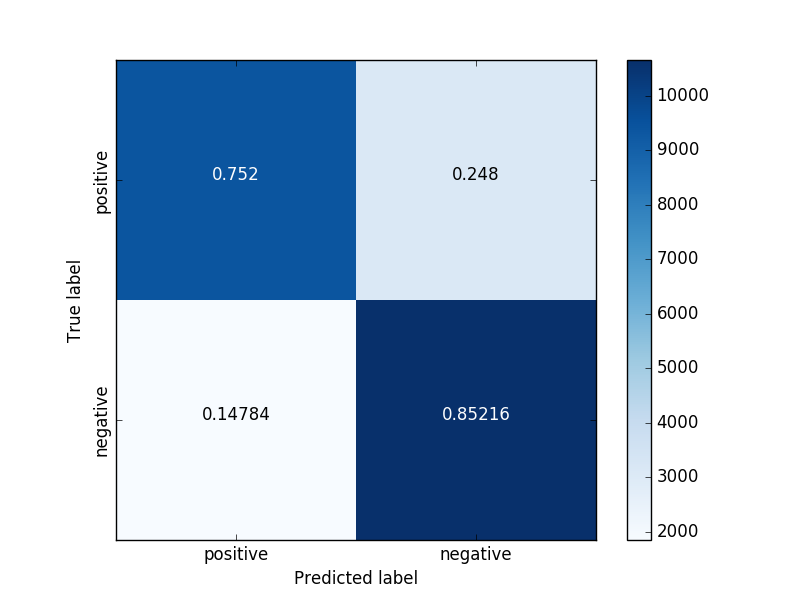 positive
0.752
0.248
negative
0.14784
0.85216
True label
positive
negative
Predicted label
10000
9000
8000
7000
6000
5000
4000
3000
2000